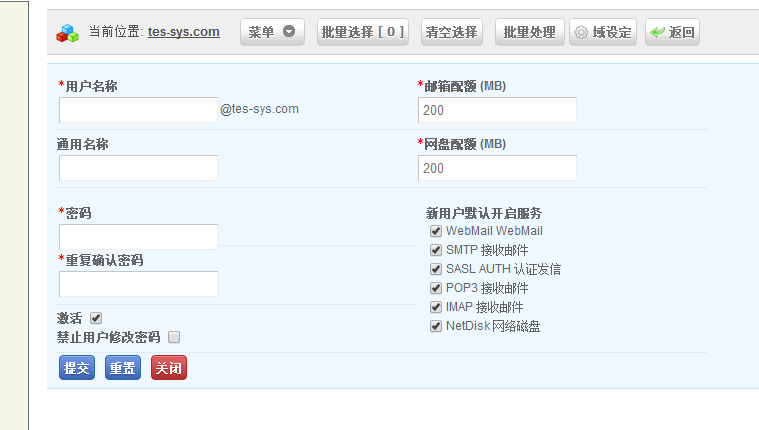 当前位置: tes-sys.com 菜单 批量选择 [ 0 ] 清空选择 批量处理 域设定 返回
*用户名称 *邮箱配额 (MB)
@tes-sys.com 200
通用名称 *网盘配额 (MB)
200
*密码 新用户默认开启服务
WebMail WebMail
SMTP 接收邮件
*重复确认密码
SASL AUTH 认证发信
POP3 接收邮件
IMAP 接收邮件
激活
NetDisk 网络磁盘
禁止用户修改密码
提交 重置 关闭